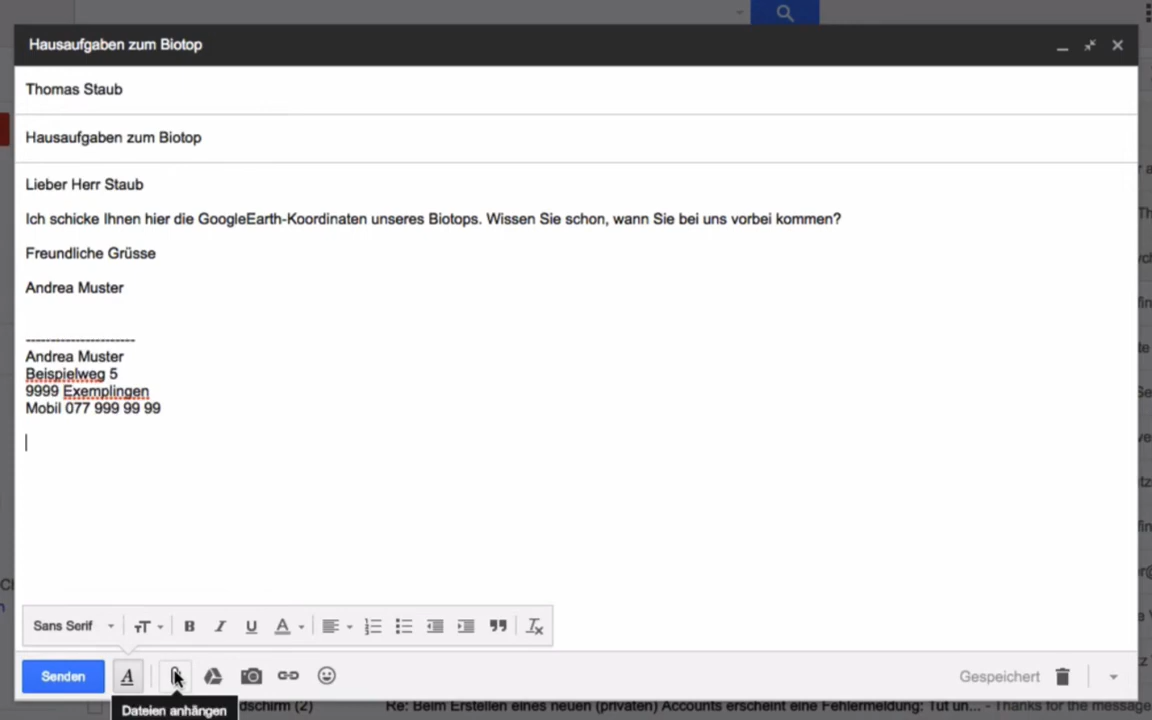 Hausaufgaben zum Biotop
Thomas Staub
Hausaufgaben zum Biotop
Lieber Herr Staub
Ich schicke Ihnen hier die GoogleEarth-Koordinaten unseres Biotops. Wissen Sie schon, wann Sie bei uns vorbei kommen?
Freundliche Grüsse
Andrea Muster
----------------------
Andrea Muster
Beispielweg 5
9999 Exemplingen
Mobil 077 999 99 99
Sans Serif
Senden
Gespeichert
Dateien anhängen
dschirm (2) Re: Beim Erstellen eines neuen (privaten) Accounts erscheint eine Fehlermeldung: Tut un... - Thanks for the message